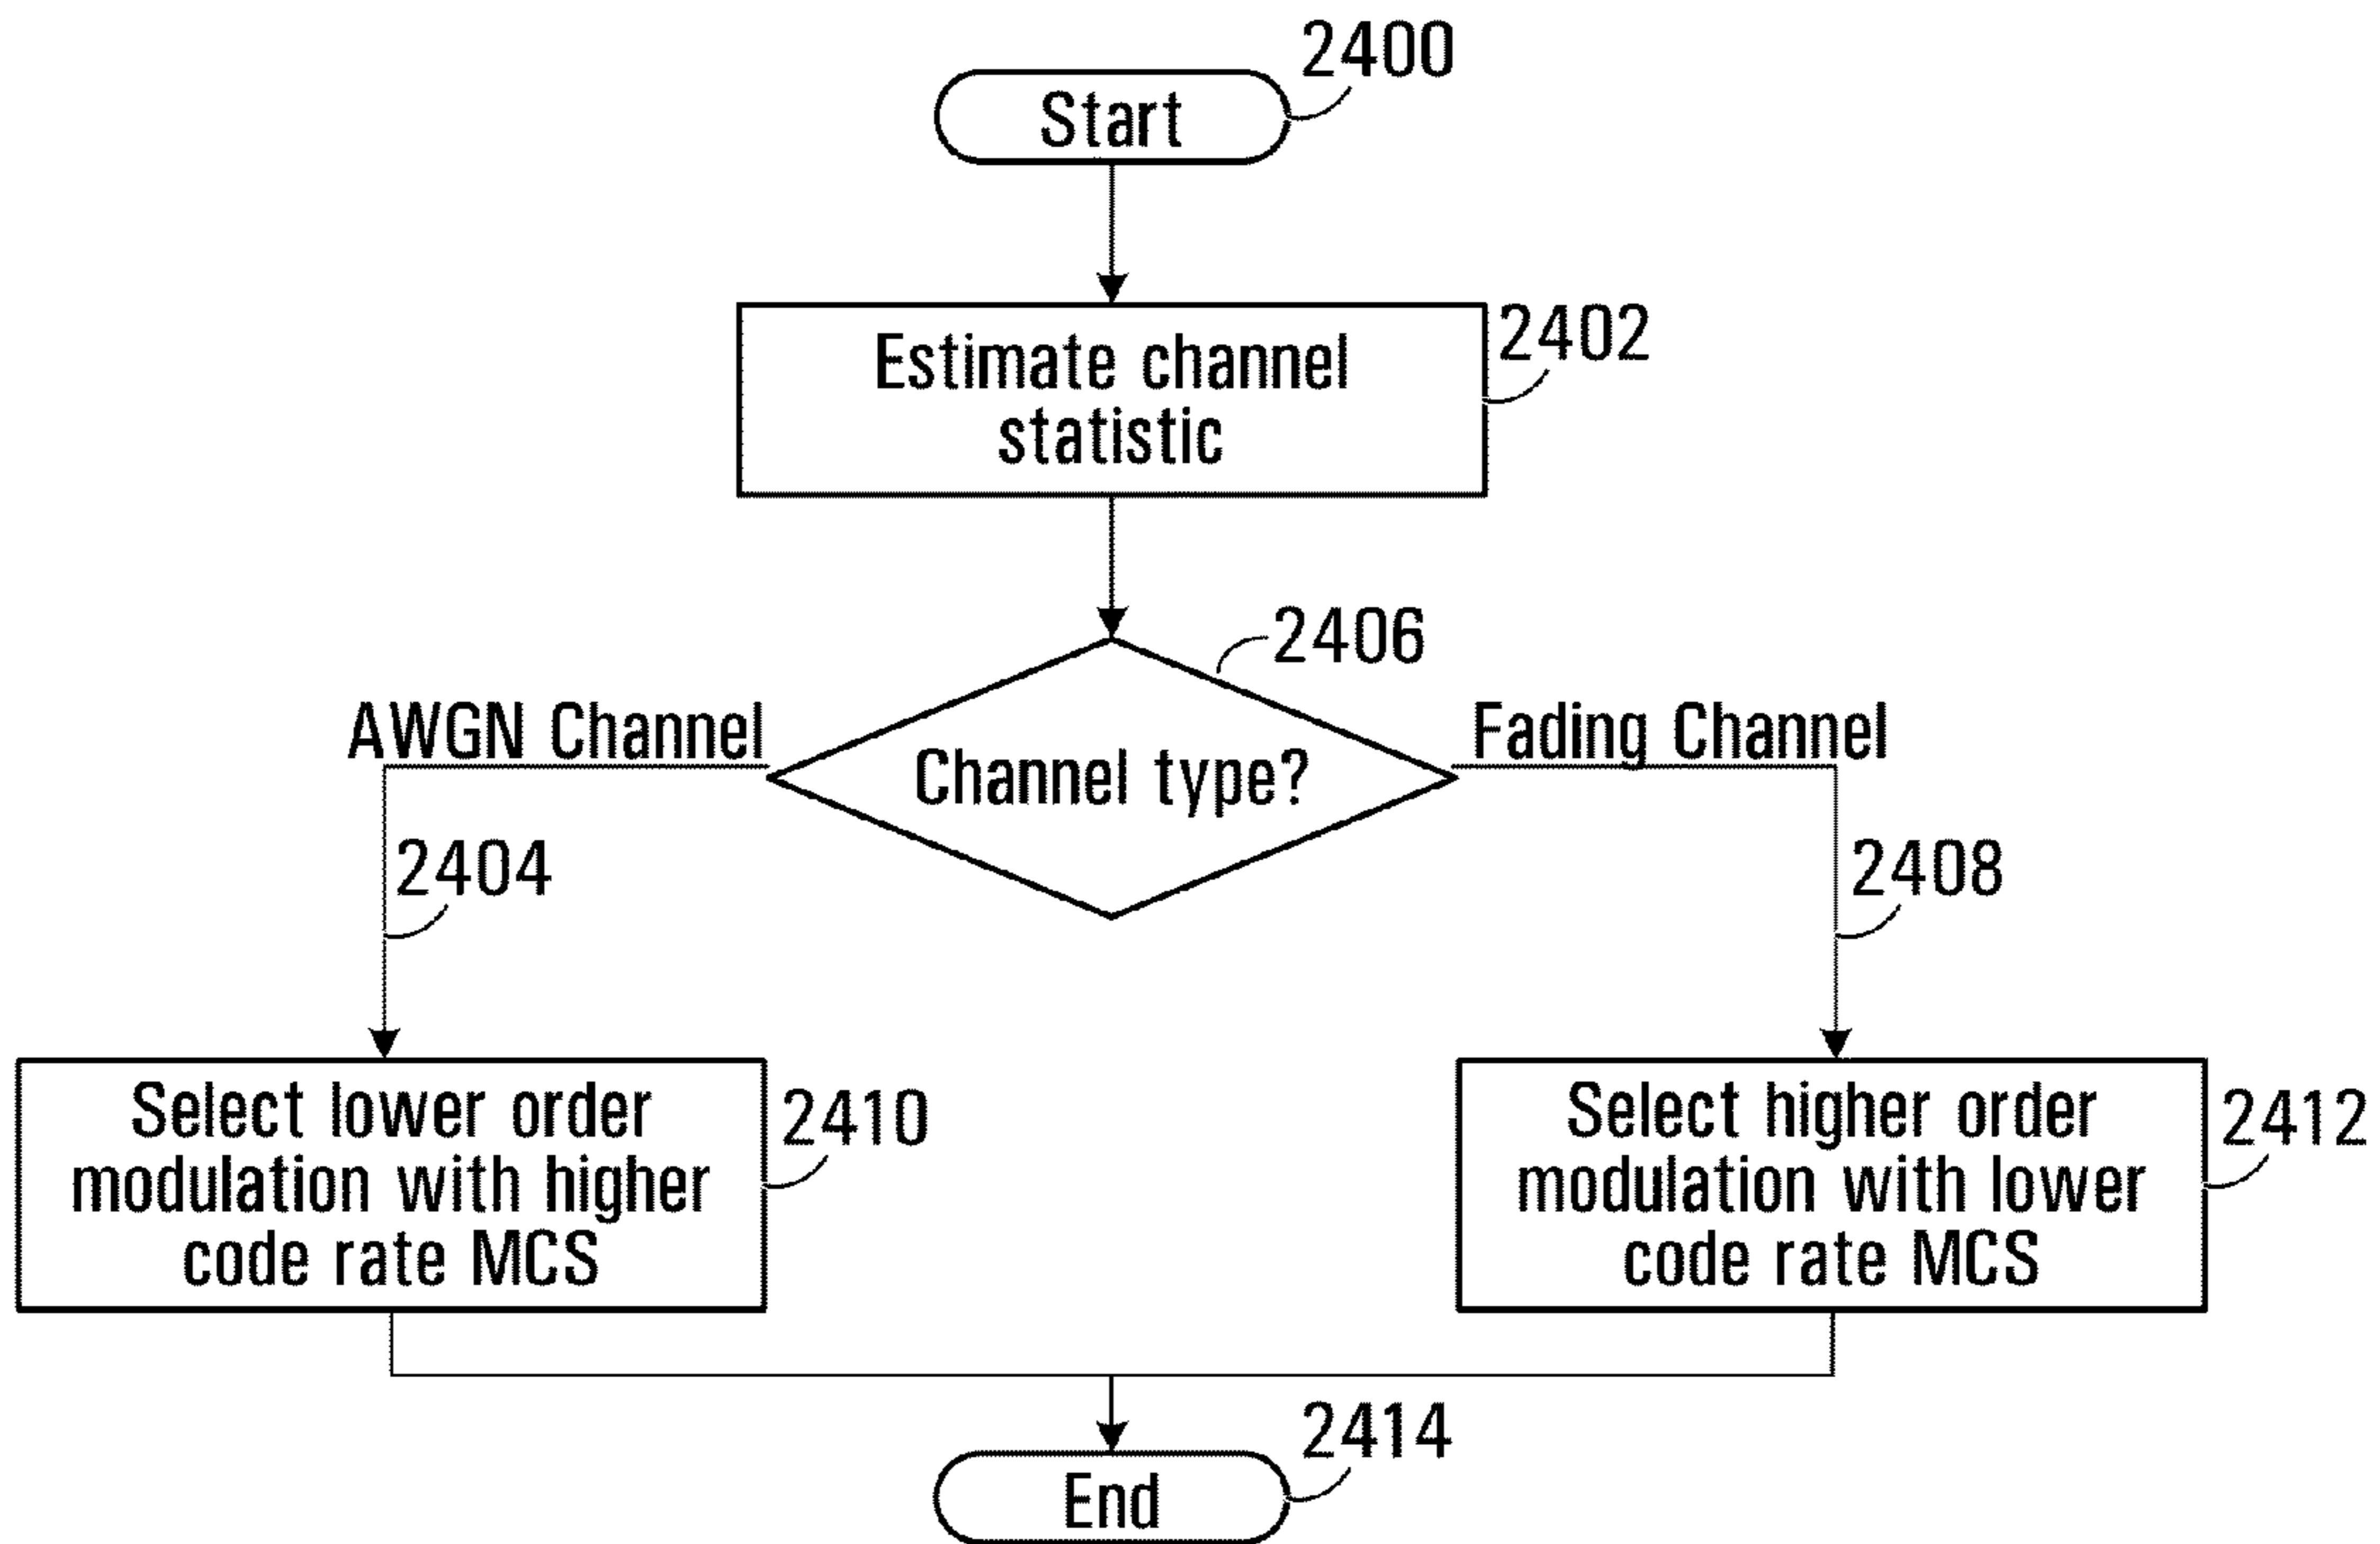 2400
Start
2402
Estimate channel
statistic
2406
AWGN Channel
Fading Channel
Channel type?
2404
2408
Select lower order
modulation with higher
code rate MCS
2410
Select higher order
modulation with lower
code rate MCS
2412
2414
End